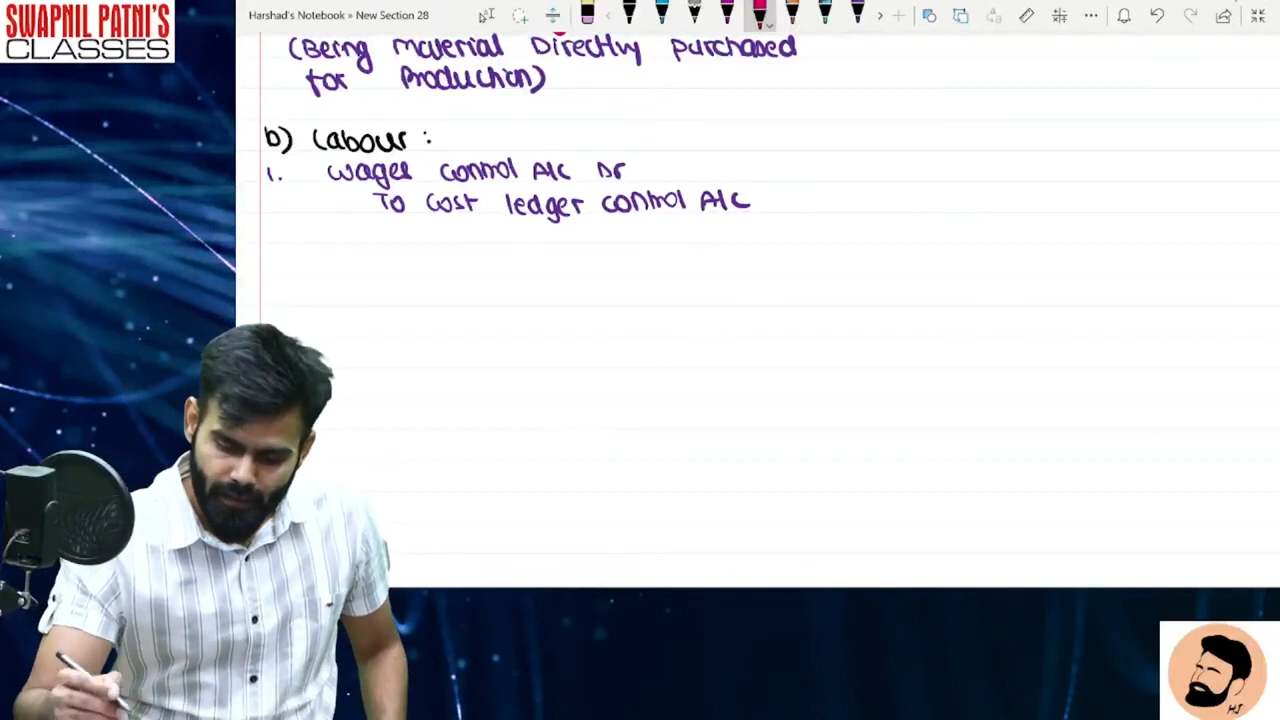 SWAPNIL PATNI'S
CLASSES
Harshad's Notebook » New Section 28
(Being Material Directly purchased
for Production)
b) Labour :
1. Wages control A/C Dr
To Cost ledger control A/C
HJ